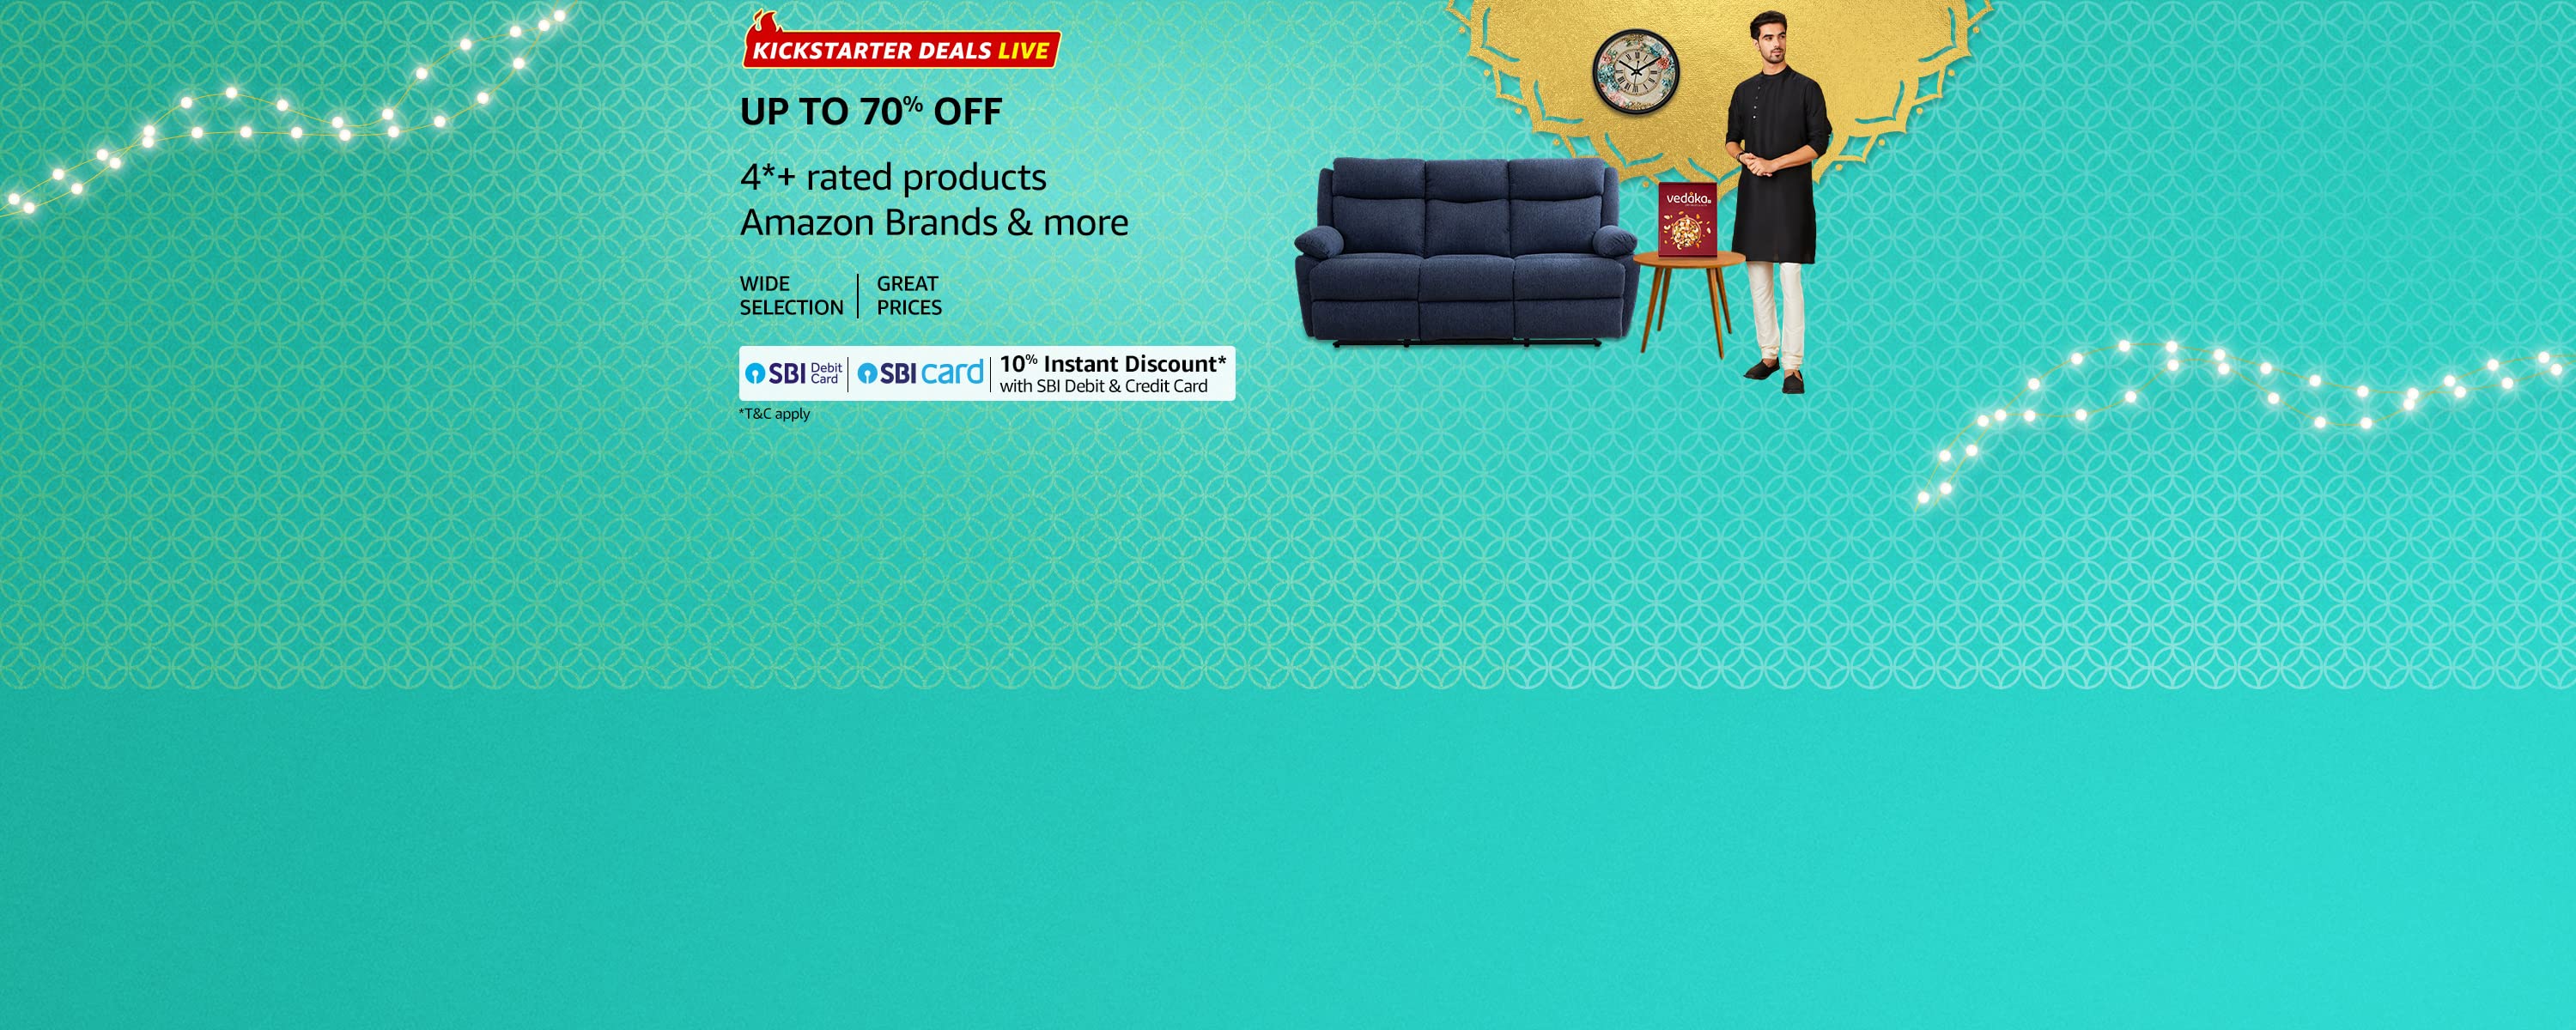 KICKSTARTER DEALS LIVE
UP TO 70% OFF
4*+ rated products
Amazon Brands & more
WIDE
SELECTION
GREAT
PRICES
SBI Debit Card
SBI card
10% Instant Discount*
with SBI Debit & Credit Card
*T&C apply
vedaka